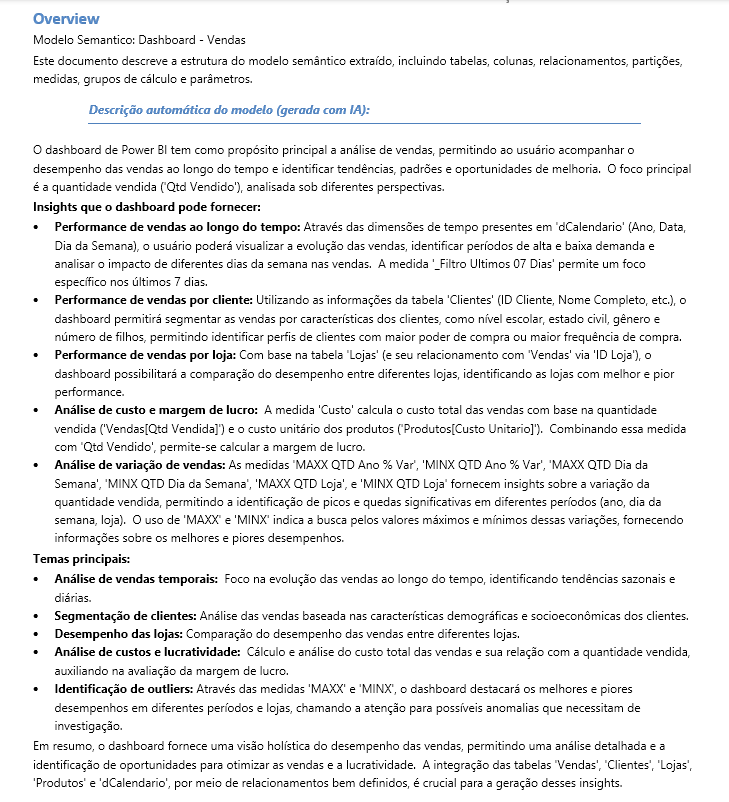 Overview
Modelo Semantico: Dashboard - Vendas
Este documento descreve a estrutura do modelo semântico extraído, incluindo tabelas, colunas, relacionamentos, partições,
medidas, grupos de cálculo e parâmetros.
Descrição automática do modelo (gerada com IA):
O dashboard de Power BI tem como propósito principal a análise de vendas, permitindo ao usuário acompanhar o
desempenho das vendas ao longo do tempo e identificar tendências, padrões e oportunidades de melhoria. O foco principal
é a quantidade vendida ('Qtd Vendido'), analisada sob diferentes perspectivas.
Insights que o dashboard pode fornecer:
• Performance de vendas ao longo do tempo: Através das dimensões de tempo presentes em 'dCalendario' (Ano, Data,
Dia da Semana), o usuário poderá visualizar a evolução das vendas, identificar períodos de alta e baixa demanda e
analisar o impacto de diferentes dias da semana nas vendas. A medida '_Filtro Ultimos 07 Dias' permite um foco
específico nos últimos 7 dias.
• Performance de vendas por cliente: Utilizando as informações da tabela 'Clientes' (ID Cliente, Nome Completo, etc.), o
dashboard permitirá segmentar as vendas por características dos clientes, como nível escolar, estado civil, gênero e
número de filhos, permitindo identificar perfis de clientes com maior poder de compra ou maior frequência de compra.
• Performance de vendas por loja: Com base na tabela 'Lojas' (e seu relacionamento com 'Vendas' via 'ID Loja'), o
dashboard possibilitará a comparação do desempenho entre diferentes lojas, identificando as lojas com melhor e pior
performance.
• Análise de custo e margem de lucro: A medida 'Custo' calcula o custo total das vendas com base na quantidade
vendida ('Vendas[Qtd Vendida]') e o custo unitário dos produtos ('Produtos[Custo Unitario]'). Combinando essa medida
com 'Qtd Vendido', permite-se calcular a margem de lucro.
• Análise de variação de vendas: As medidas 'MAXX QTD Ano % Var', 'MINX QTD Ano % Var', 'MAXX QTD Dia da
Semana', 'MINX QTD Dia da Semana', 'MAXX QTD Loja', e 'MINX QTD Loja' fornecem insights sobre a variação da
quantidade vendida, permitindo a identificação de picos e quedas significativas em diferentes períodos (ano, dia da
semana, loja). O uso de 'MAXX' e 'MINX' indica a busca pelos valores máximos e mínimos dessas variações, fornecendo
informações sobre os melhores e piores desempenhos.
Temas principais:
• Análise de vendas temporais: Foco na evolução das vendas ao longo do tempo, identificando tendências sazonais e
diárias.
• Segmentação de clientes: Análise das vendas baseada nas características demográficas e socioeconômicas dos clientes.
• Desempenho das lojas: Comparação do desempenho das vendas entre diferentes lojas.
• Análise de custos e lucratividade: Cálculo e análise do custo total das vendas e sua relação com a quantidade vendida,
auxiliando na avaliação da margem de lucro.
• Identificação de outliers: Através das medidas 'MAXX' e 'MINX', o dashboard destacará os melhores e piores
desempenhos em diferentes períodos e lojas, chamando a atenção para possíveis anomalias que necessitam de
investigação.
Em resumo, o dashboard fornece uma visão holística do desempenho das vendas, permitindo uma análise detalhada e a
identificação de oportunidades para otimizar as vendas e a lucratividade. A integração das tabelas 'Vendas', 'Clientes', 'Lojas',
'Produtos' e 'dCalendario', por meio de relacionamentos bem definidos, é crucial para a geração desses insights.